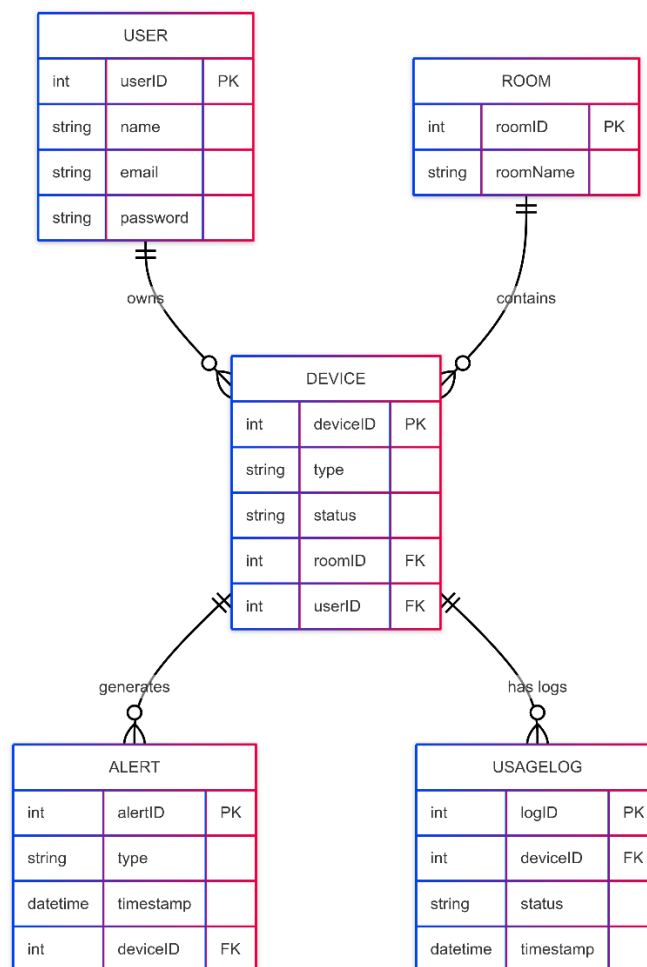 USER
int userID PK
string name
string email
string password
ROOM
int roomID PK
string roomName
owns
contains
DEVICE
int deviceID PK
string type
string status
int roomID FK
int userID FK
generates
has logs
ALERT
int alertID PK
string type
datetime timestamp
int deviceID FK
USAGELOG
int logID PK
int deviceID FK
string status
datetime timestamp